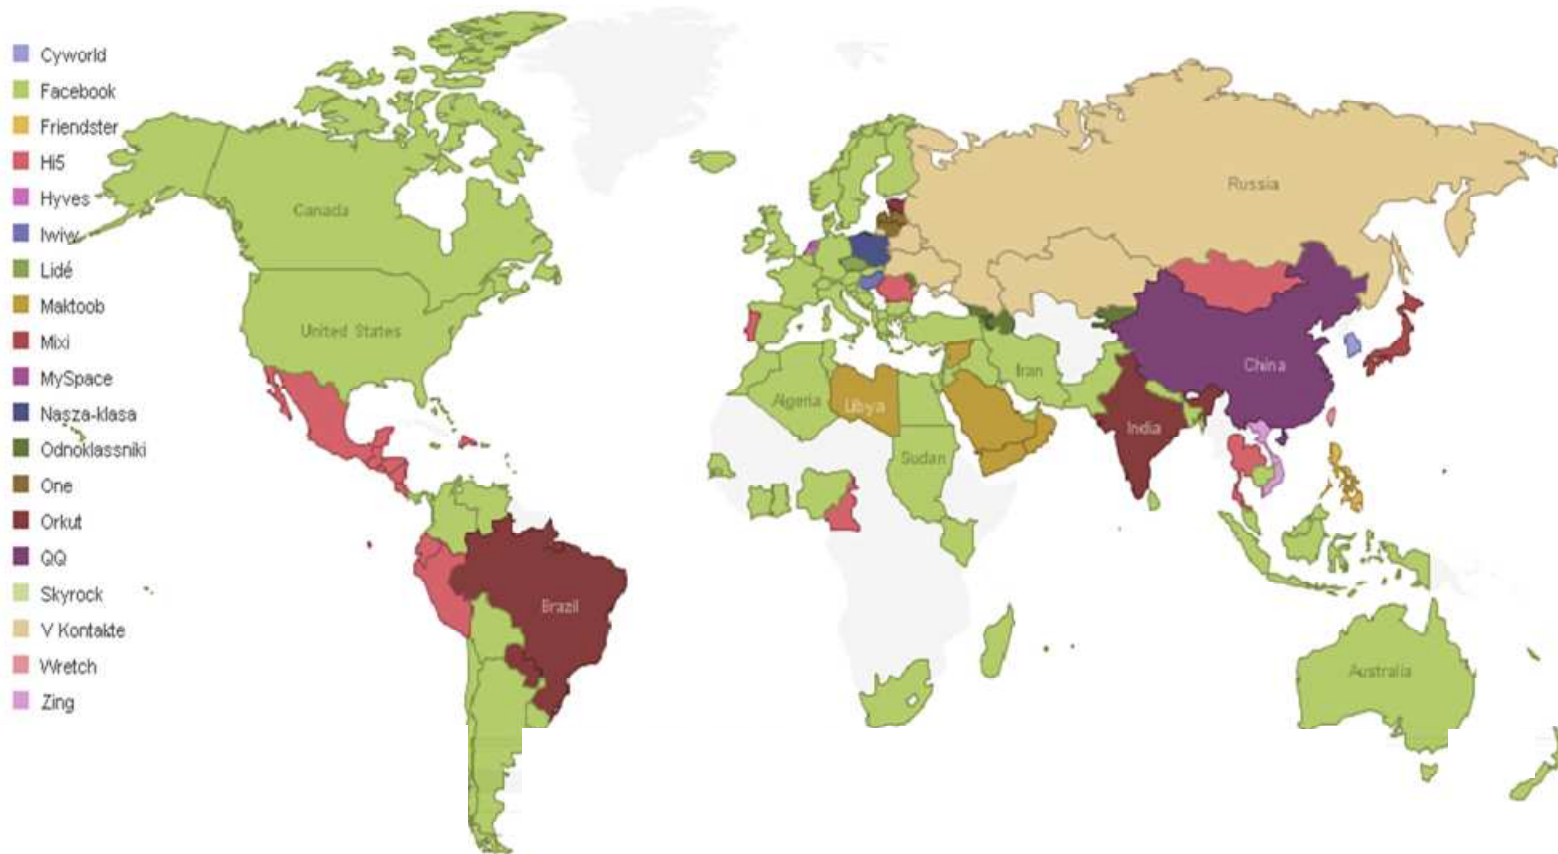 Cyworld
Facebook
Friendster
Hi5
Hyves
Iwiw
Lidé
Maktoob
Mixi
MySpace
Nasza-klasa
Odnoklassniki
One
Orkut
QQ
Skyrock
V Kontakte
Wretch
Zing
Canada
United States
Brazil
Russia
China
Iran
Algeria
Libya
Sudan
India
Australia